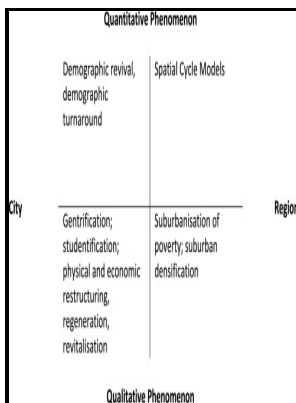 Quantitative Phenomenon
Demographic revival,
demographic
turnaround
Spatial Cycle Models
City
Region
Gentrification;
studentification;
physical and economic
restructuring,
regeneration,
revitalisation
Suburbanisation of
poverty; suburban
densification
Qualitative Phenomenon